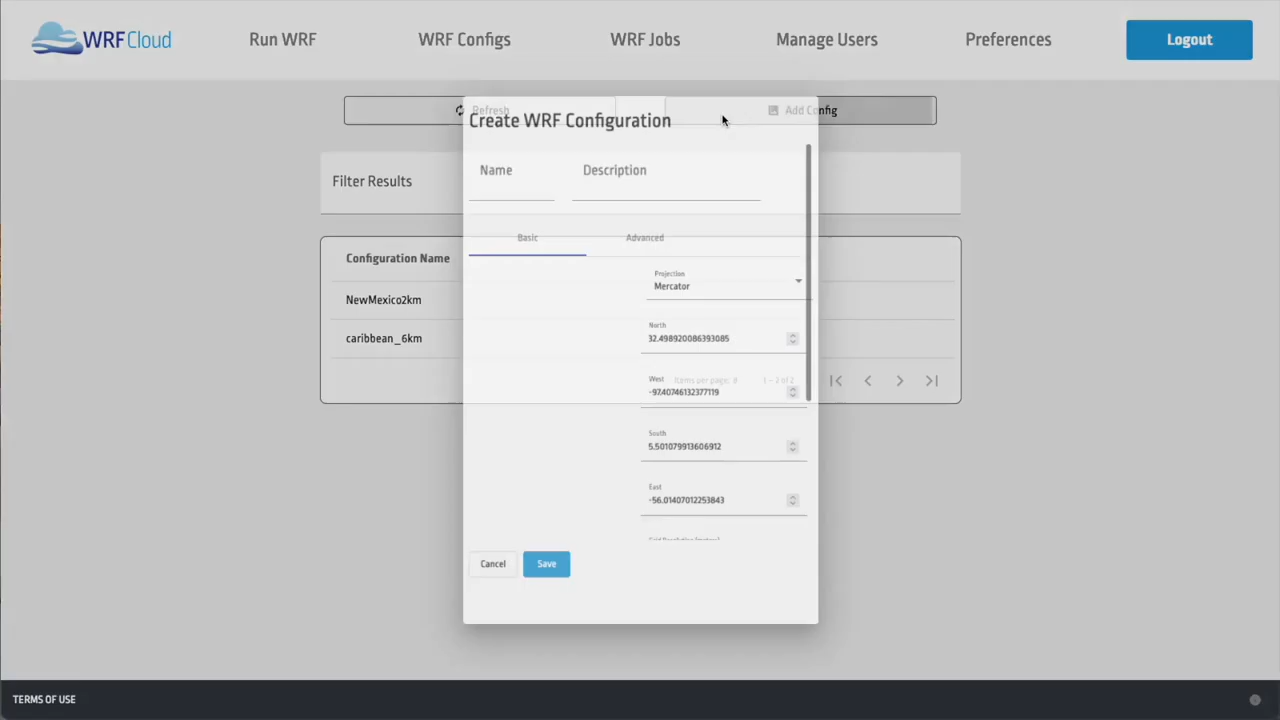 WRFCloud
Run WRF
WRF Configs
WRF Jobs
Manage Users
Preferences
Logout
Refresh
Add Config
Create WRF Configuration
Name
Description
Filter Results
Basic
Advanced
Configuration Name
NewMexico2km
caribbean_6km
Projection
Mercator
North
32.498920086393085
West
-97.40746132377119
Items per page: 8
1 – 2 of 2
South
5.501079913606912
East
-56.01407012253843
Grid Resolution (meters)
Cancel
Save
TERMS OF USE